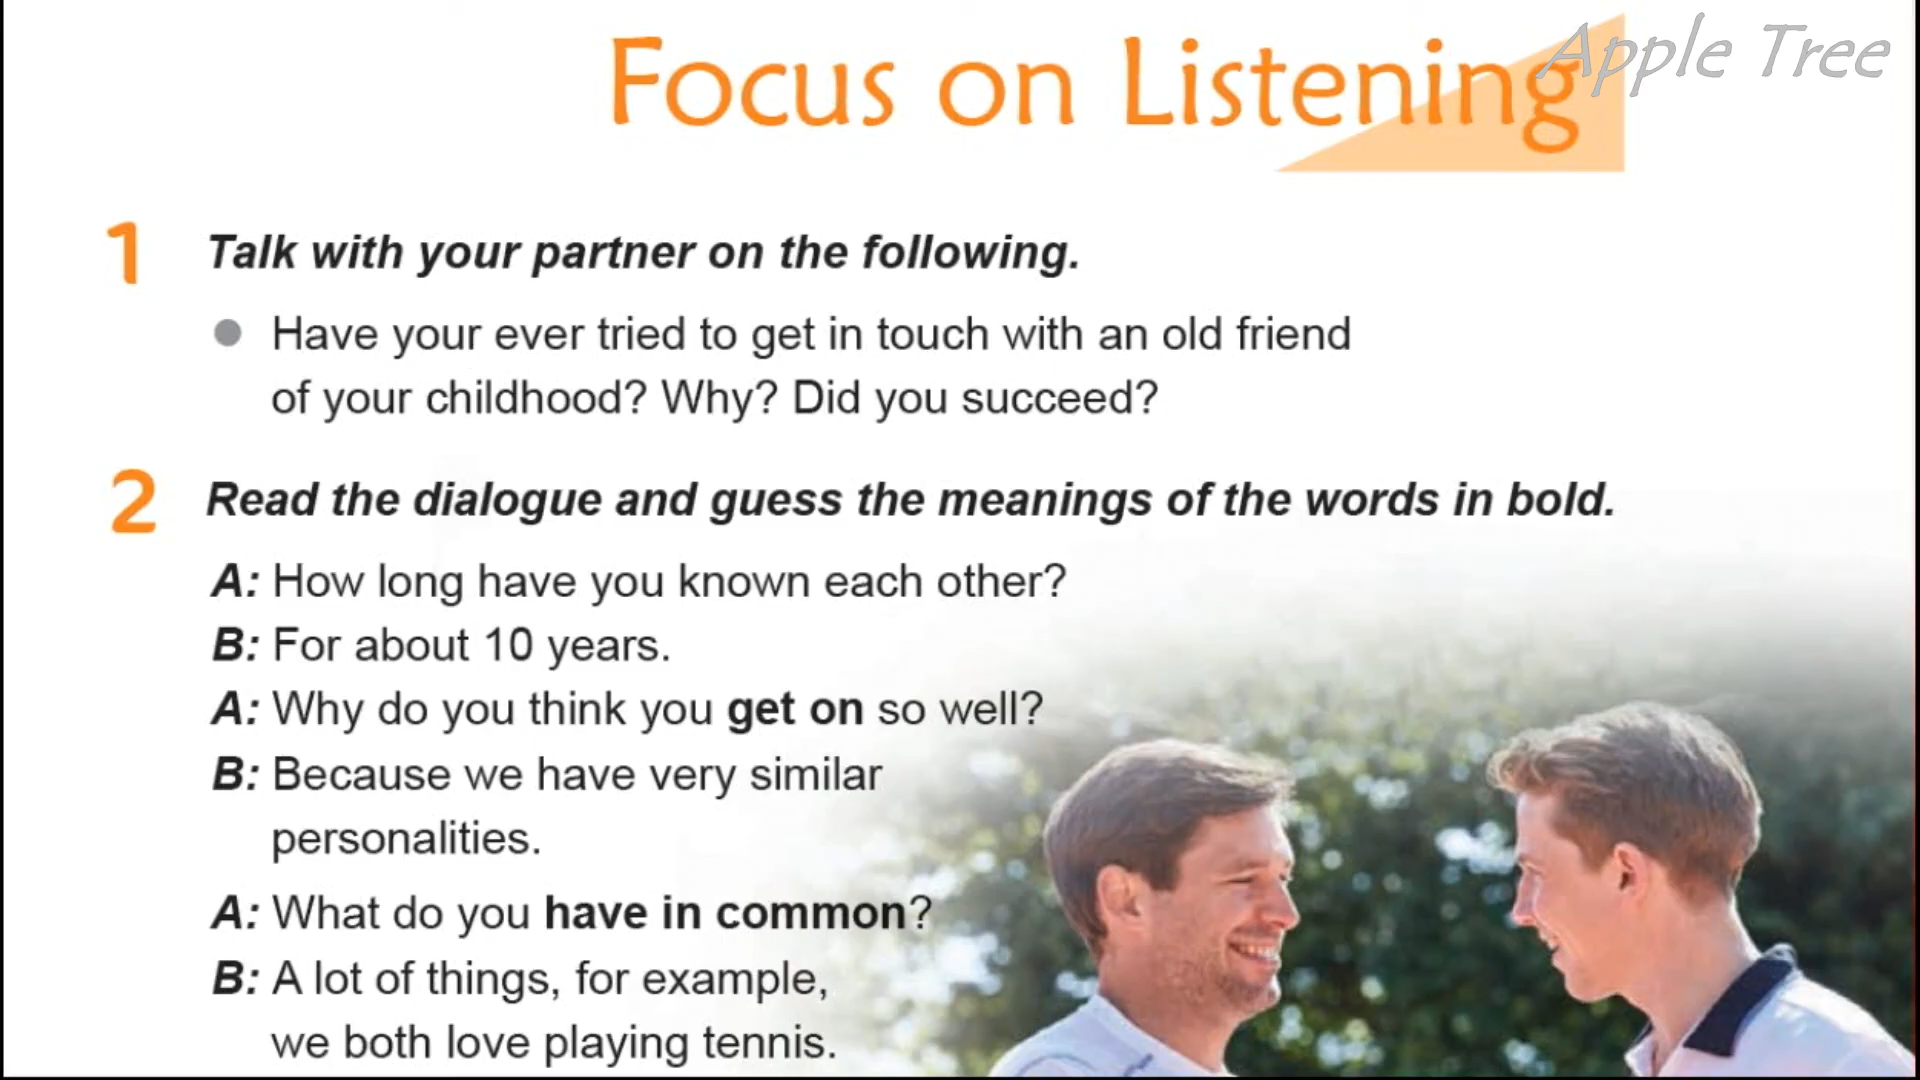 Apple Tree
Focus on Listening
1 Talk with your partner on the following.
● Have your ever tried to get in touch with an old friend
of your childhood? Why? Did you succeed?
2 Read the dialogue and guess the meanings of the words in bold.
A: How long have you known each other?
B: For about 10 years.
A: Why do you think you get on so well?
B: Because we have very similar
personalities.
A: What do you have in common?
B: A lot of things, for example,
we both love playing tennis.